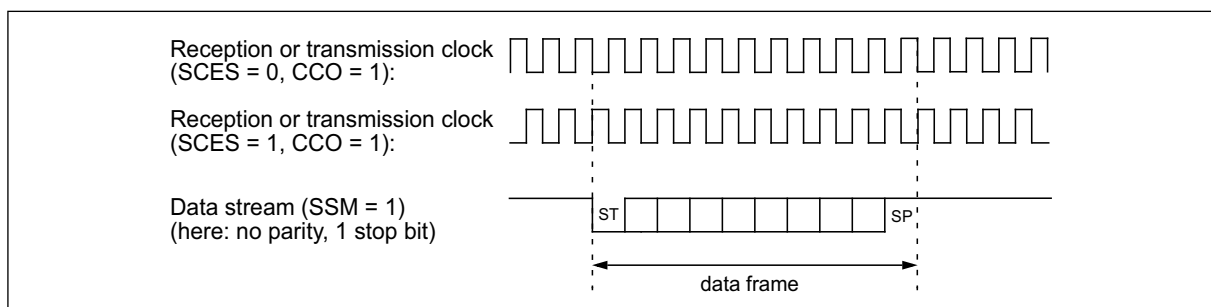 Reception or transmission clock
(SCES = 0, CCO = 1):
Reception or transmission clock
(SCES = 1, CCO = 1):
Data stream (SSM = 1)
(here: no parity, 1 stop bit)
ST
SP
data frame